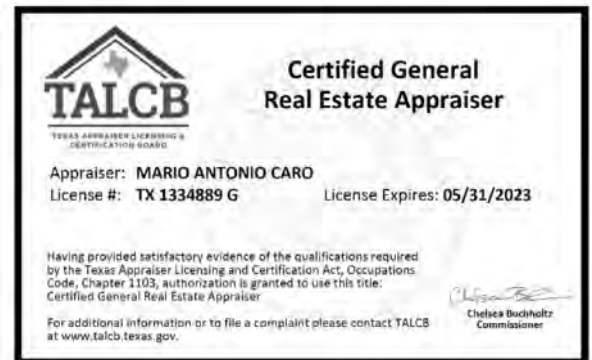 TALCB
TEXAS APPRAISER LICENSING &
CERTIFICATION BOARD
Certified General
Real Estate Appraiser
Appraiser: MARIO ANTONIO CARO
License #: TX 1334889 G License Expires: 05/31/2023
Having provided satisfactory evidence of the qualifications required
by the Texas Appraiser Licensing and Certification Act, Occupations
Code, Chapter 1103, authorization is granted to use this title:
Certified General Real Estate Appraiser
For additional information or to file a complaint please contact TALCB
at www.talcb.texas.gov.
Chelsea Buchholtz
Commissioner